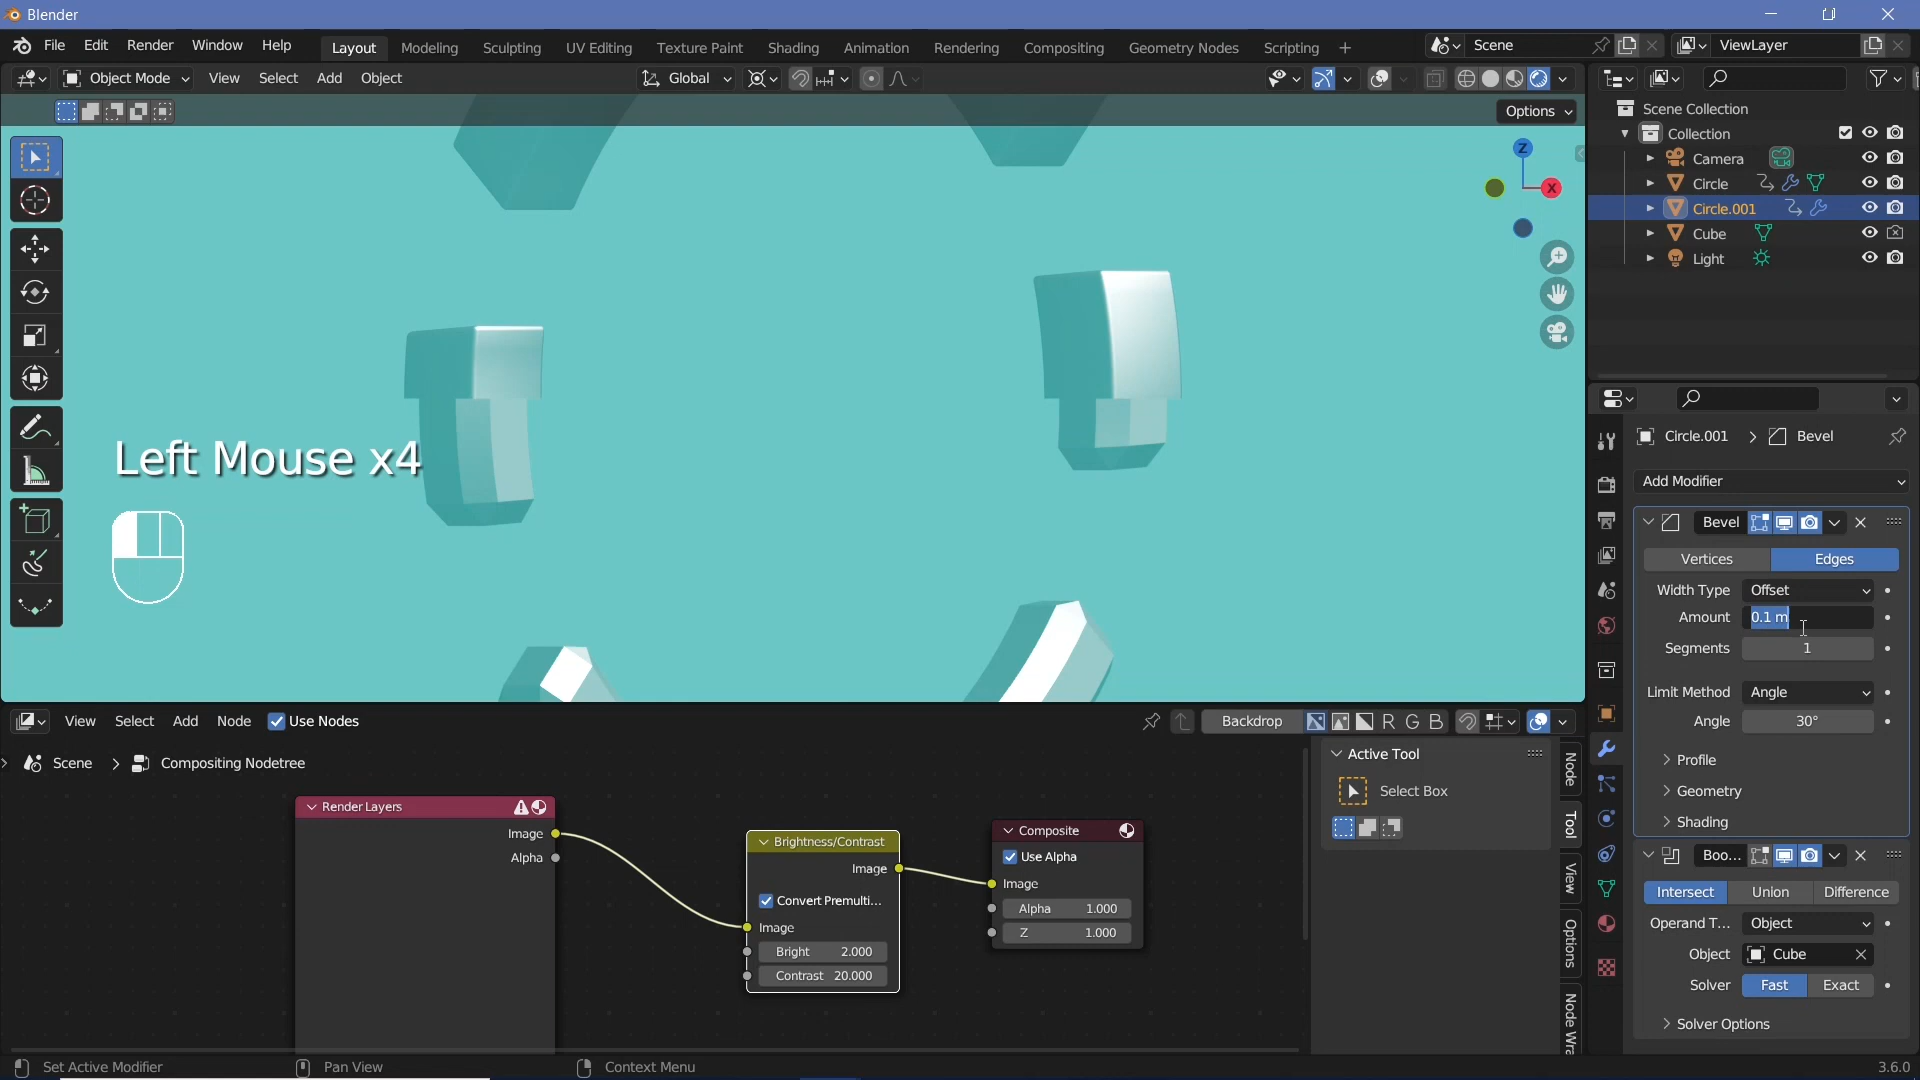 Blender
File Edit Render Window Help Layout Modeling Sculpting UV Editing Texture Paint Shading Animation Rendering Compositing Geometry Nodes Scripting + Scene ViewLayer
Object Mode View Select Add Object Global
Options
Z
X
Scene Collection
Collection
Camera
Circle
Circle.001
Cube
Light
Left Mouse x4
Circle.001 > Bevel
Add Modifier
Bevel
Vertices Edges
Width Type Offset
Amount 0.1 m
Segments 1
Limit Method Angle
Angle 30°
Profile
Geometry
Shading
Boo...
Intersect Union Difference
Operand T... Object
Object Cube
Solver Fast Exact
Solver Options
View Select Add Node Use Nodes Backdrop R G B
Scene > Compositing Nodetree
Render Layers
Image
Alpha
Brightness/Contrast
Image
Convert Premulti...
Image
Bright 2.000
Contrast 20.000
Composite
Use Alpha
Image
Alpha 1.000
Z 1.000
Active Tool
Select Box
Node
Tool
View
Options
Node Wra
Set Active Modifier Pan View Context Menu 3.6.0